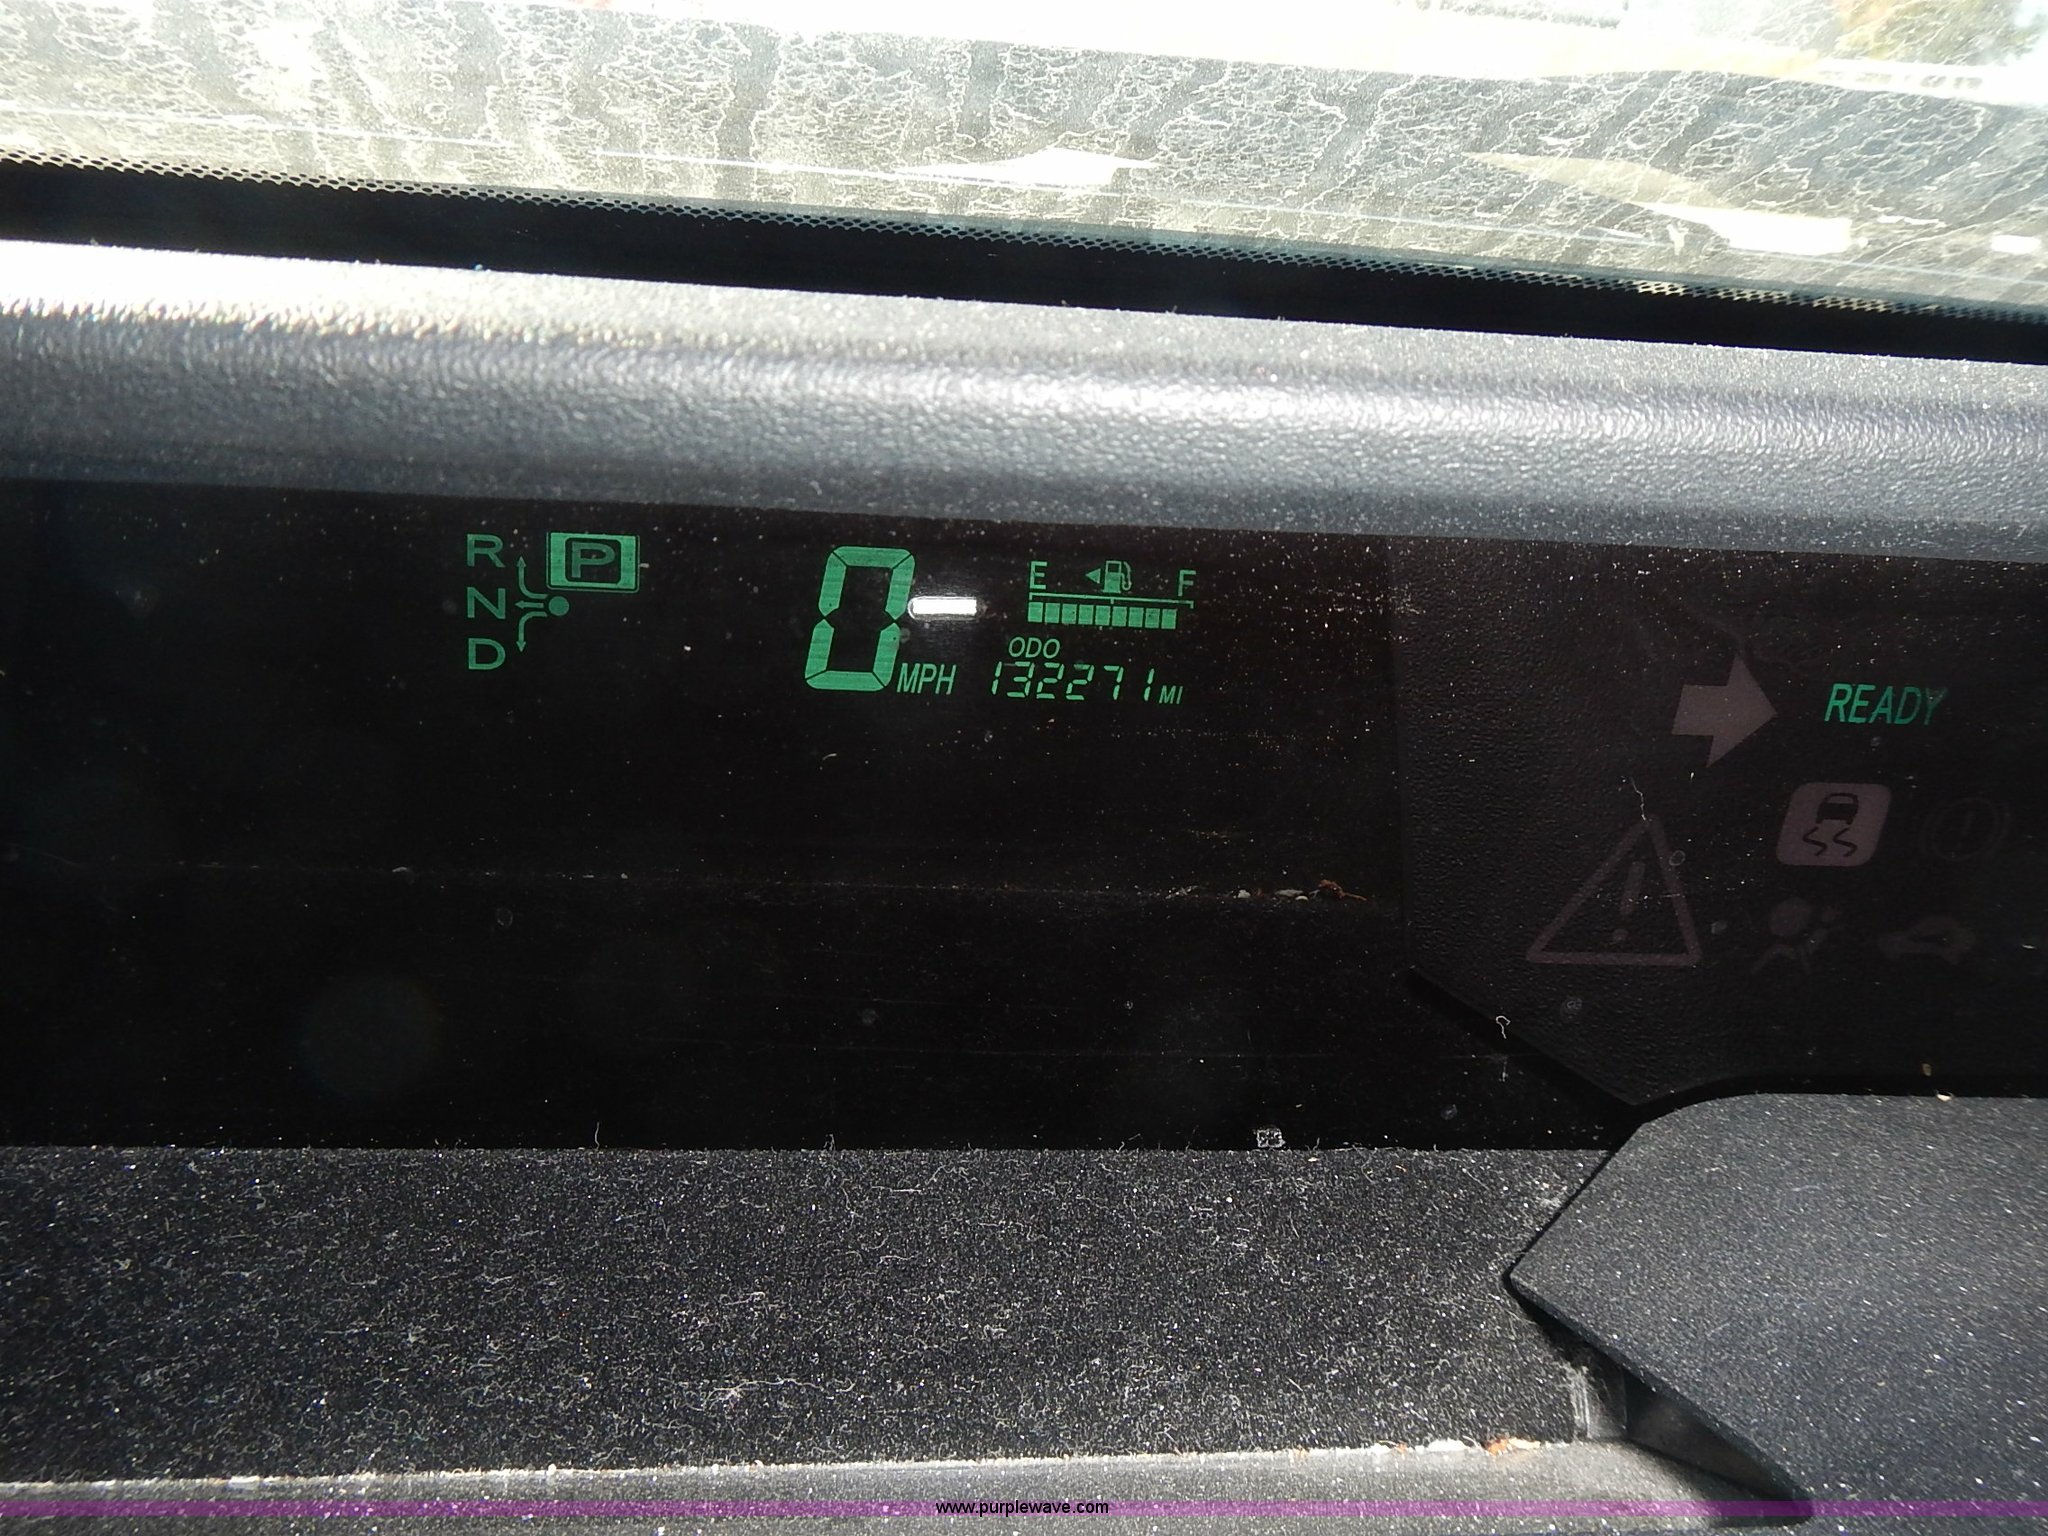 R P
N
D
0 MPH
E F
ODO
132271 MI
READY
www.purplewave.com